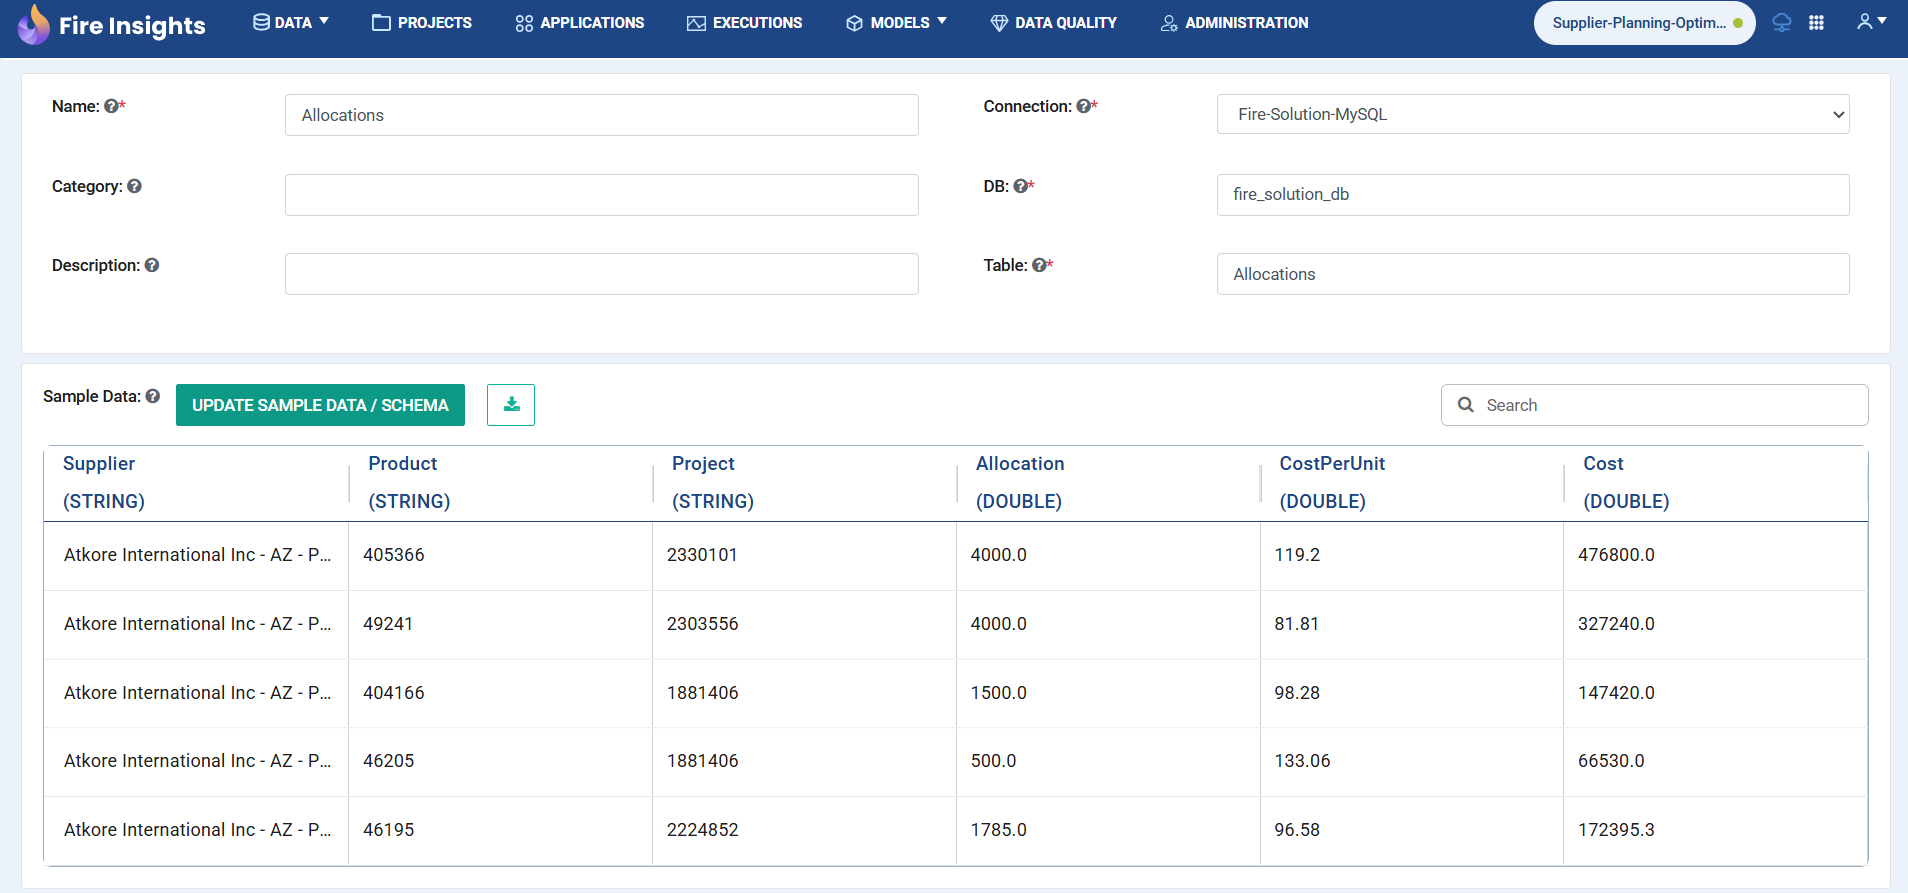 Fire Insights DATA PROJECTS APPLICATIONS EXECUTIONS MODELS DATA QUALITY ADMINISTRATION Supplier-Planning-Optim...
Name: * Allocations Connection: * Fire-Solution-MySQL
Category: DB: * fire_solution_db
Description: Table: * Allocations
Sample Data: UPDATE SAMPLE DATA / SCHEMA Search
Supplier Product Project Allocation CostPerUnit Cost
(STRING) (STRING) (STRING) (DOUBLE) (DOUBLE) (DOUBLE)
Atkore International Inc - AZ - P... 405366 2330101 4000.0 119.2 476800.0
Atkore International Inc - AZ - P... 49241 2303556 4000.0 81.81 327240.0
Atkore International Inc - AZ - P... 404166 1881406 1500.0 98.28 147420.0
Atkore International Inc - AZ - P... 46205 1881406 500.0 133.06 66530.0
Atkore International Inc - AZ - P... 46195 2224852 1785.0 96.58 172395.3